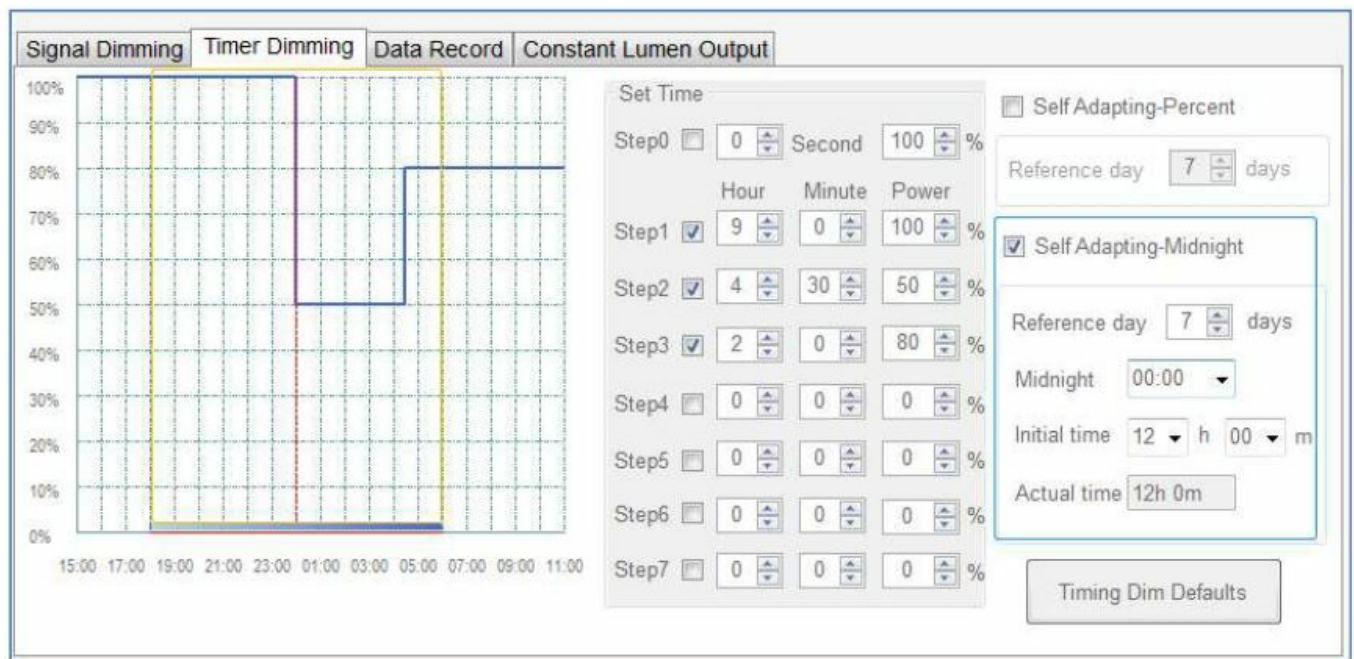 Signal Dimming Timer Dimming Data Record Constant Lumen Output
100%
90%
80%
70%
60%
50%
40%
30%
20%
10%
0%
15:00 17:00 19:00 21:00 23:00 01:00 03:00 05:00 07:00 09:00 11:00
Set Time
Step0 0 Second 100 %
Hour Minute Power
Step1 9 0 100 %
Step2 4 30 50 %
Step3 2 0 80 %
Step4 0 0 0 %
Step5 0 0 0 %
Step6 0 0 0 %
Step7 0 0 0 %
Self Adapting-Percent
Reference day 7 days
Self Adapting-Midnight
Reference day 7 days
Midnight 00:00
Initial time 12 h 00 m
Actual time 12h 0m
Timing Dim Defaults